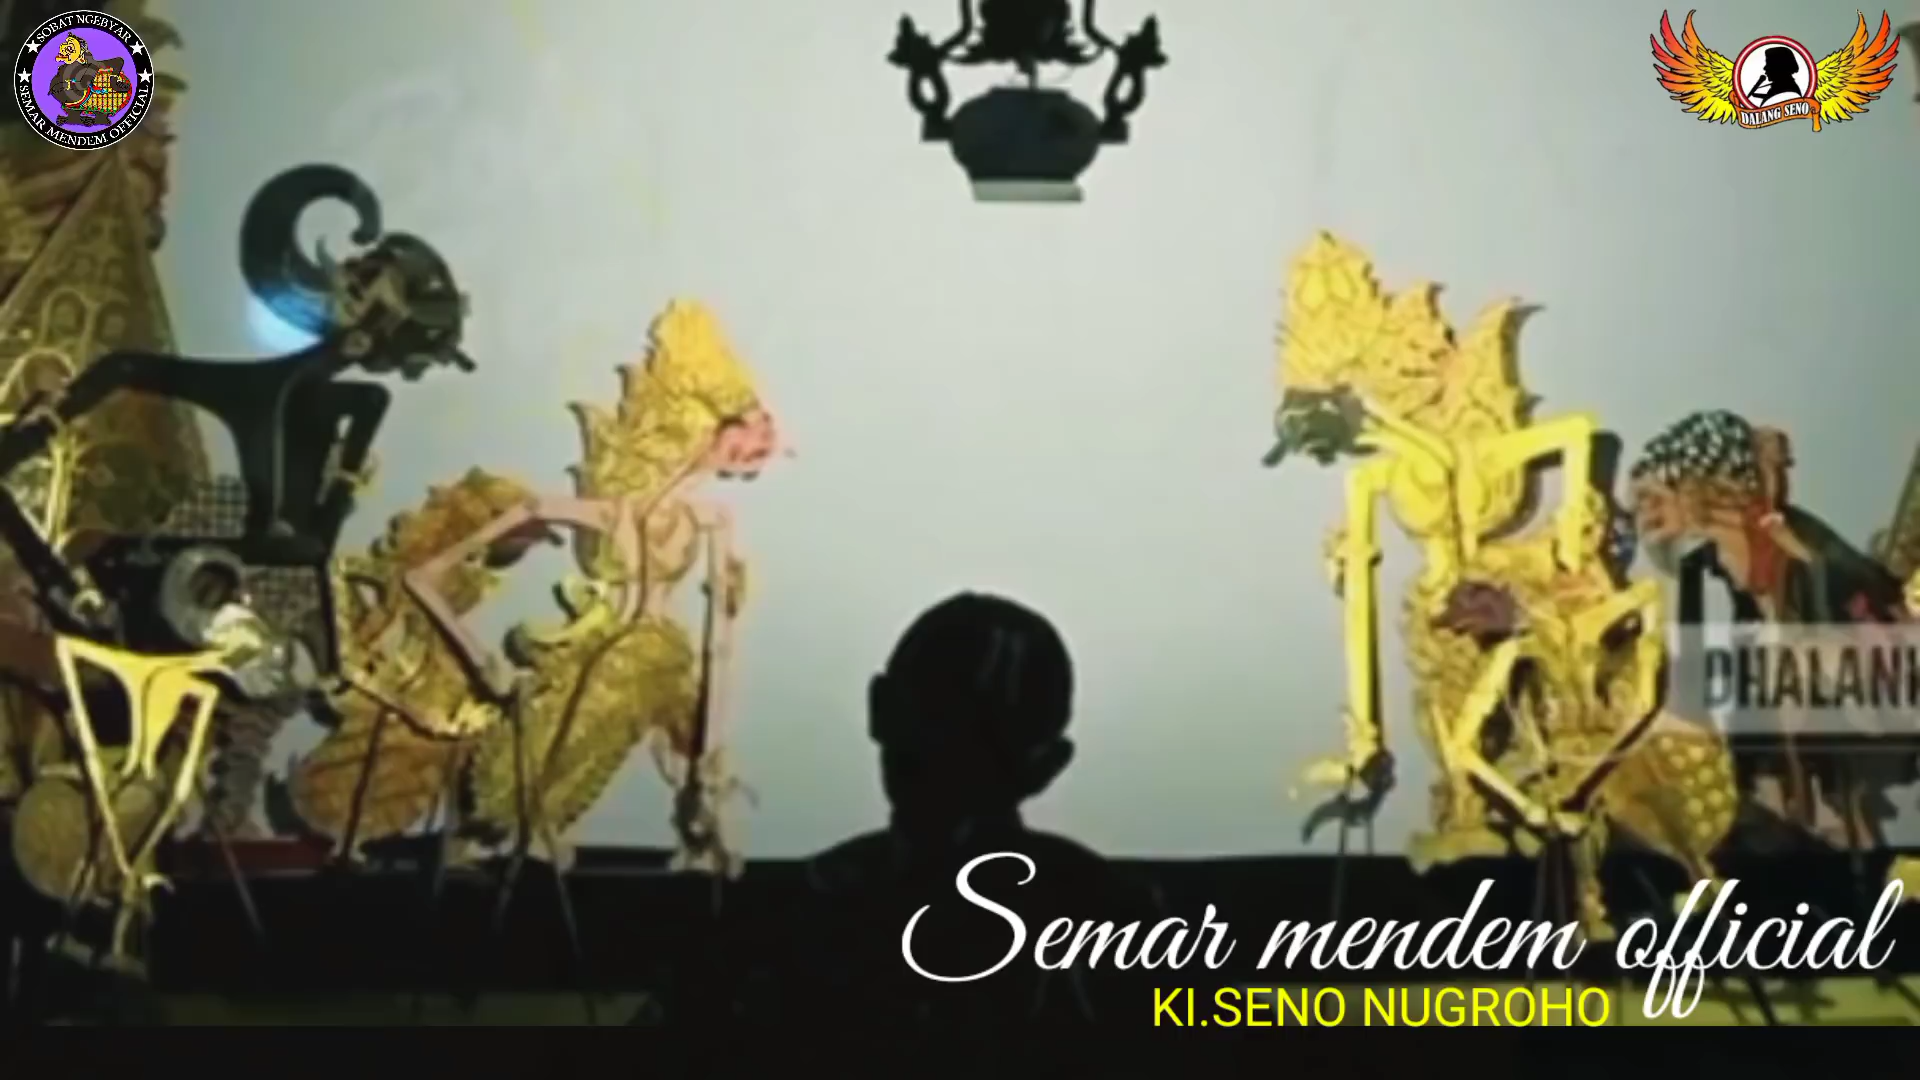 SOBAT NGEBYAR
SEMAR MENDEM OFFICIAL
DALANG SENO
DHALAN
Semar mendem official
KI.SENO NUGROHO